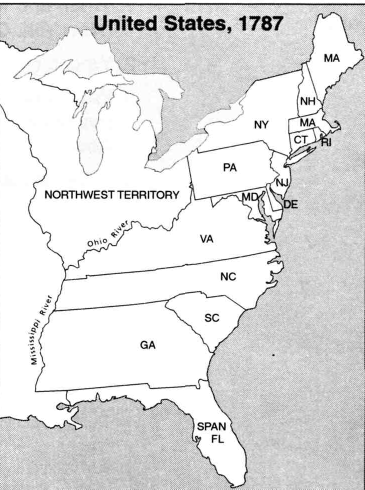 United States, 1787
MA
NH
NY
MA
CT
RI
PA
NJ
NORTHWEST TERRITORY
MD
DE
Ohio River
VA
NC
Mississippi River
SC
GA
SPAN
FL